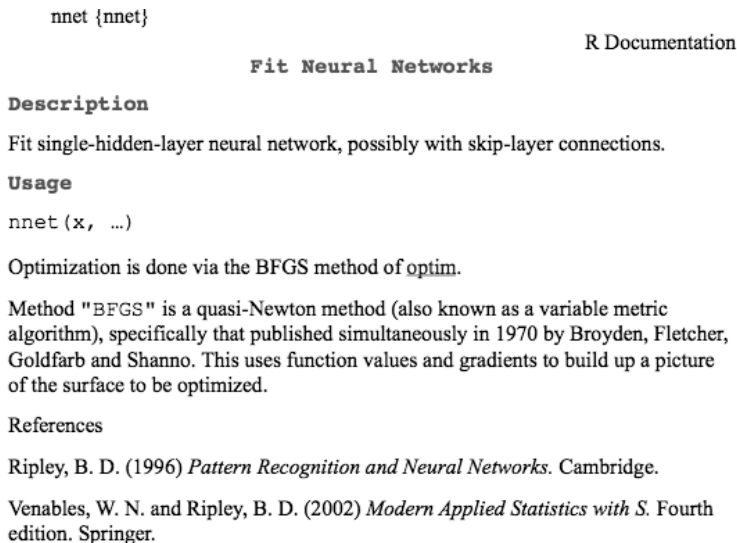 nnet {nnet}
R Documentation
Fit Neural Networks
Description
Fit single-hidden-layer neural network, possibly with skip-layer connections.
Usage
nnet(x, …)
Optimization is done via the BFGS method of optim.
Method "BFGS" is a quasi-Newton method (also known as a variable metric
algorithm), specifically that published simultaneously in 1970 by Broyden, Fletcher,
Goldfarb and Shanno. This uses function values and gradients to build up a picture
of the surface to be optimized.
References
Ripley, B. D. (1996) Pattern Recognition and Neural Networks. Cambridge.
Venables, W. N. and Ripley, B. D. (2002) Modern Applied Statistics with S. Fourth
edition. Springer.